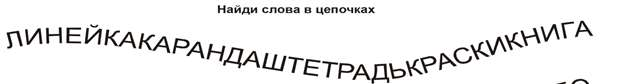 Найди слова в цепочках
ЛИНЕЙКАКАРАНДАШТЕТРАДЬКРАСКИКНИГА